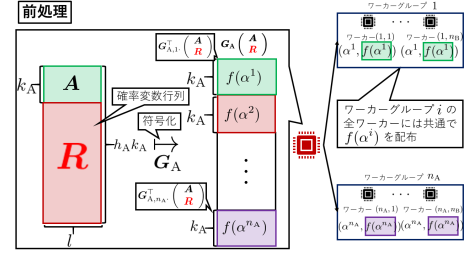 前処理
k_A
A
R
h_A k_A
l
確率変数行列
符号化
G_A
G^⊤_{A,1·} (A R)
G_A (A R)
k_A f(α^1)
k_A f(α^2)
⋮
G^⊤_{A,n_A·} (A R)
k_A f(α^{n_A})
ワーカーグループ 1
· · ·
ワーカー(1,1) ワーカー(1,n_B)
(α^1, f(α^1)) (α^1, f(α^1))
ワーカーグループ i の
全ワーカーには共通で
f(α^i) を配布
ワーカーグループ n_A
· · ·
ワーカー(n_A,1) ワーカー(n_A,n_B)
(α^{n_A}, f(α^{n_A})) (α^{n_A}, f(α^{n_A}))